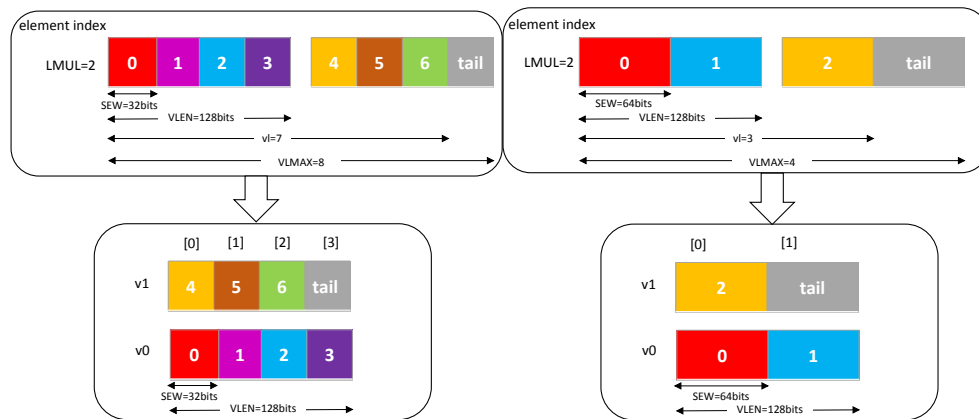 element index
LMUL=2 0 1 2 3 4 5 6 tail
SEW=32bits
VLEN=128bits
vl=7
VLMAX=8
element index
LMUL=2 0 1 2 tail
SEW=64bits
VLEN=128bits
vl=3
VLMAX=4
[0] [1] [2] [3]
v1 4 5 6 tail
v0 0 1 2 3
SEW=32bits
VLEN=128bits
[0] [1]
v1 2 tail
v0 0 1
SEW=64bits
VLEN=128bits